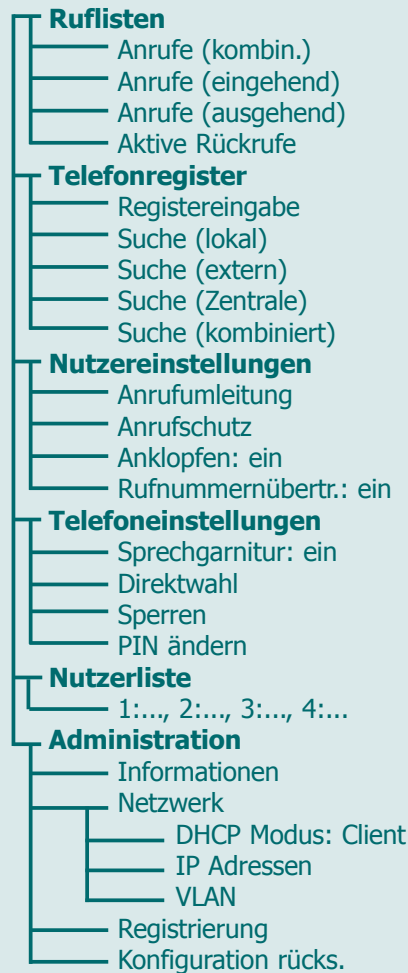 Ruflisten
Anrufe (kombin.)
Anrufe (eingehend)
Anrufe (ausgehend)
Aktive Rückrufe
Telefonregister
Registereingabe
Suche (lokal)
Suche (extern)
Suche (Zentrale)
Suche (kombiniert)
Nutzereinstellungen
Anrufumleitung
Anrufschutz
Anklopfen: ein
Rufnummernübertr.: ein
Telefoneinstellungen
Sprechgarnitur: ein
Direktwahl
Sperren
PIN ändern
Nutzerliste
1:..., 2:..., 3:..., 4:...
Administration
Informationen
Netzwerk
DHCP Modus: Client
IP Adressen
VLAN
Registrierung
Konfiguration rücks.